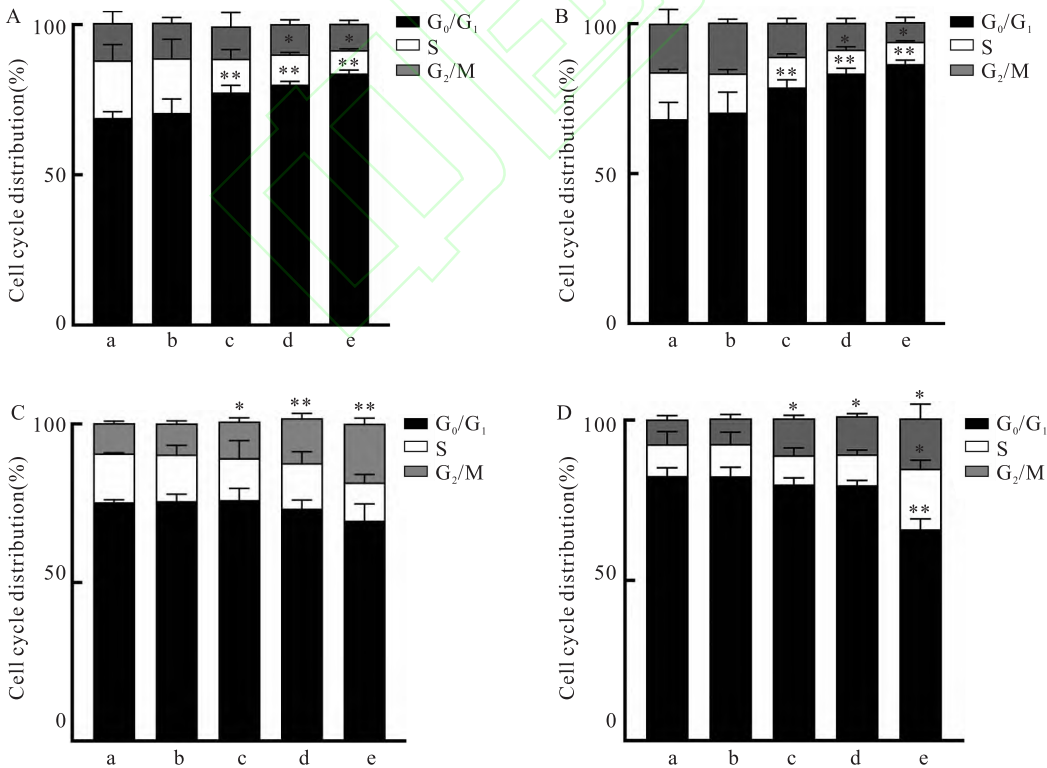 A
Cell cycle distribution(%)
100
50
0
* *
** ** **
a b c d e
G₀/G₁
S
G₂/M
B
Cell cycle distribution(%)
100
50
0
* *
** ** **
a b c d e
G₀/G₁
S
G₂/M
C
Cell cycle distribution(%)
100
50
0
* ** **
a b c d e
G₀/G₁
S
G₂/M
D
Cell cycle distribution(%)
100
50
0
* * *
*
**
a b c d e
G₀/G₁
S
G₂/M